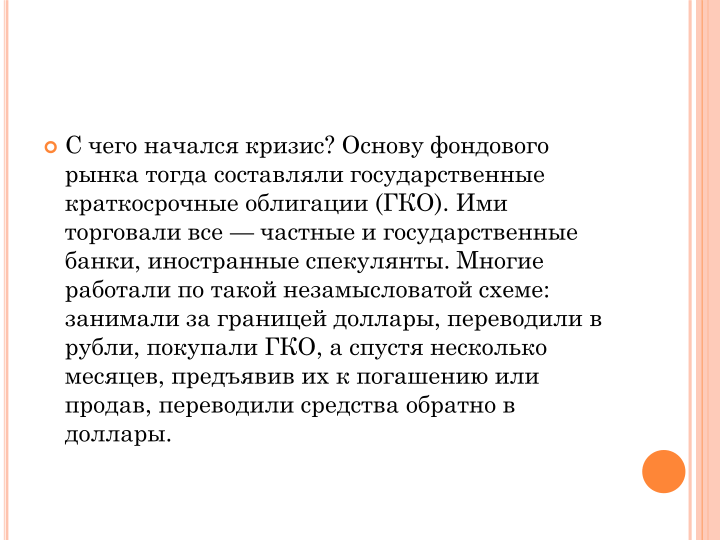 С чего начался кризис? Основу фондового
рынка тогда составляли государственные
краткосрочные облигации (ГКО). Ими
торговали все — частные и государственные
банки, иностранные спекулянты. Многие
работали по такой незамысловатой схеме:
занимали за границей доллары, переводили в
рубли, покупали ГКО, а спустя несколько
месяцев, предъявив их к погашению или
продав, переводили средства обратно в
доллары.